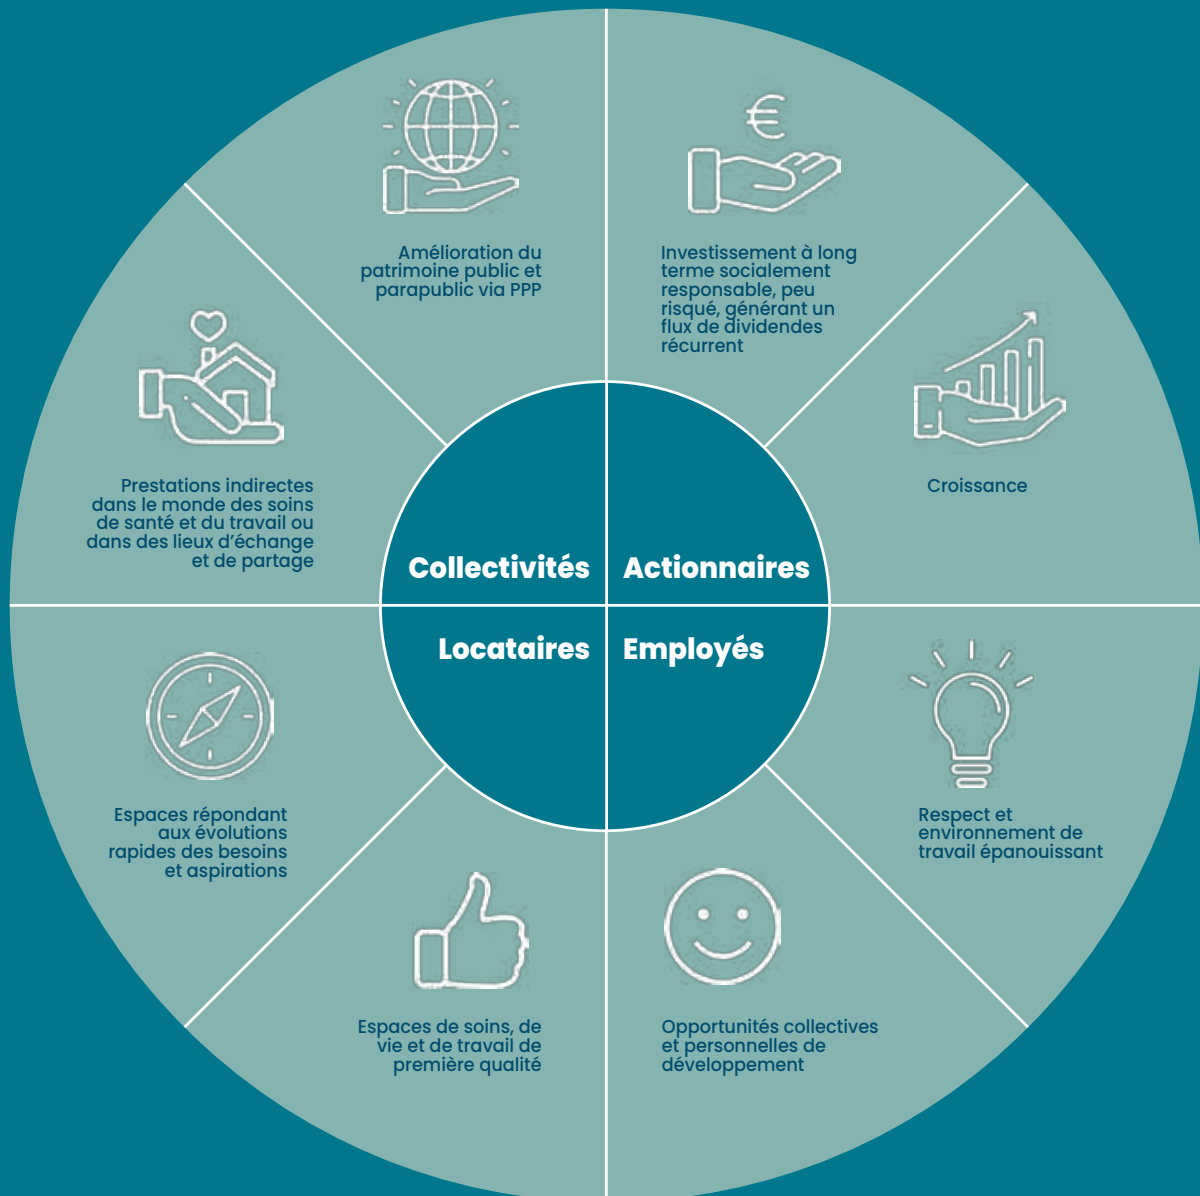 Amélioration du
patrimoine public et
parapublic via PPP
Investissement à long
terme socialement
responsable, peu
risqué, générant un
flux de dividendes
récurrent
Prestations indirectes
dans le monde des soins
de santé et du travail ou
dans des lieux d’échange
et de partage
Croissance
Collectivités
Actionnaires
Locataires
Employés
Espaces répondant
aux évolutions
rapides des besoins
et aspirations
Respect et
environnement de
travail épanouissant
Espaces de soins, de
vie et de travail de
première qualité
Opportunités collectives
et personnelles de
développement